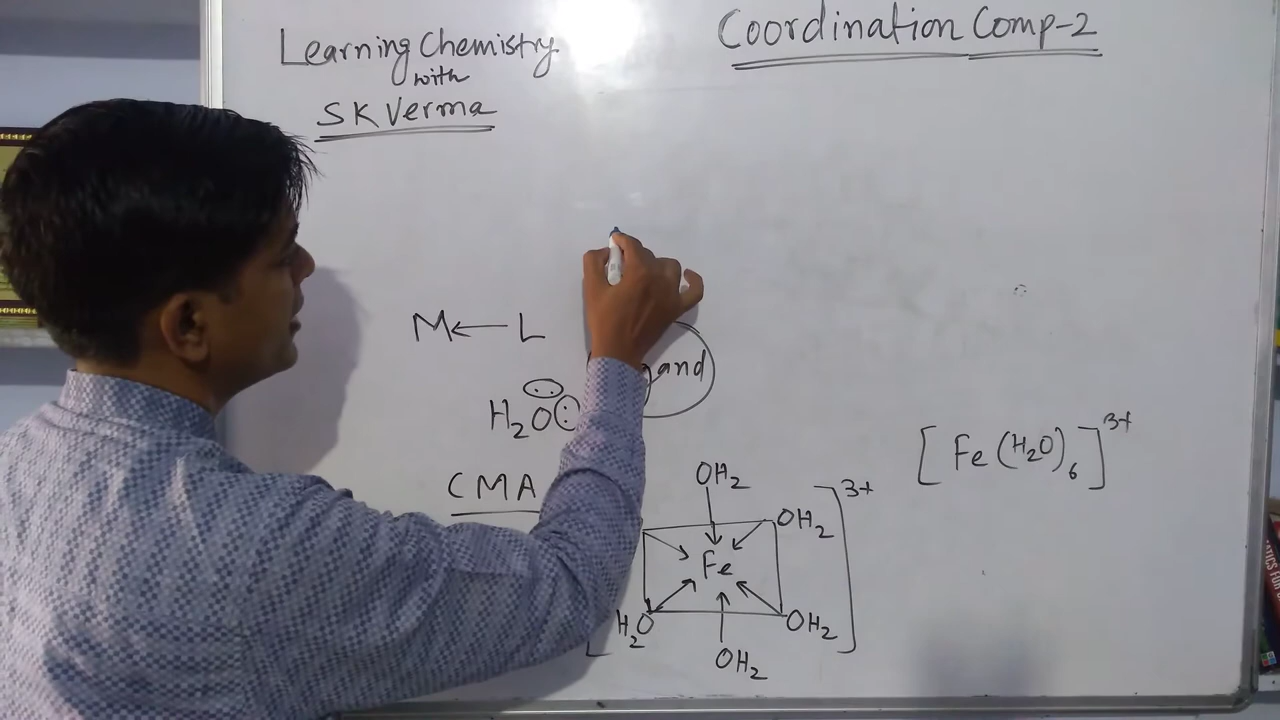 Learning Chemistry
with
SK Verma
Coordination Comp-2
M ← L
and
H₂O
[Fe(H₂O)₆]³⁺
CMA
OH₂
3+
OH₂
Fe
H₂O
OH₂
OH₂